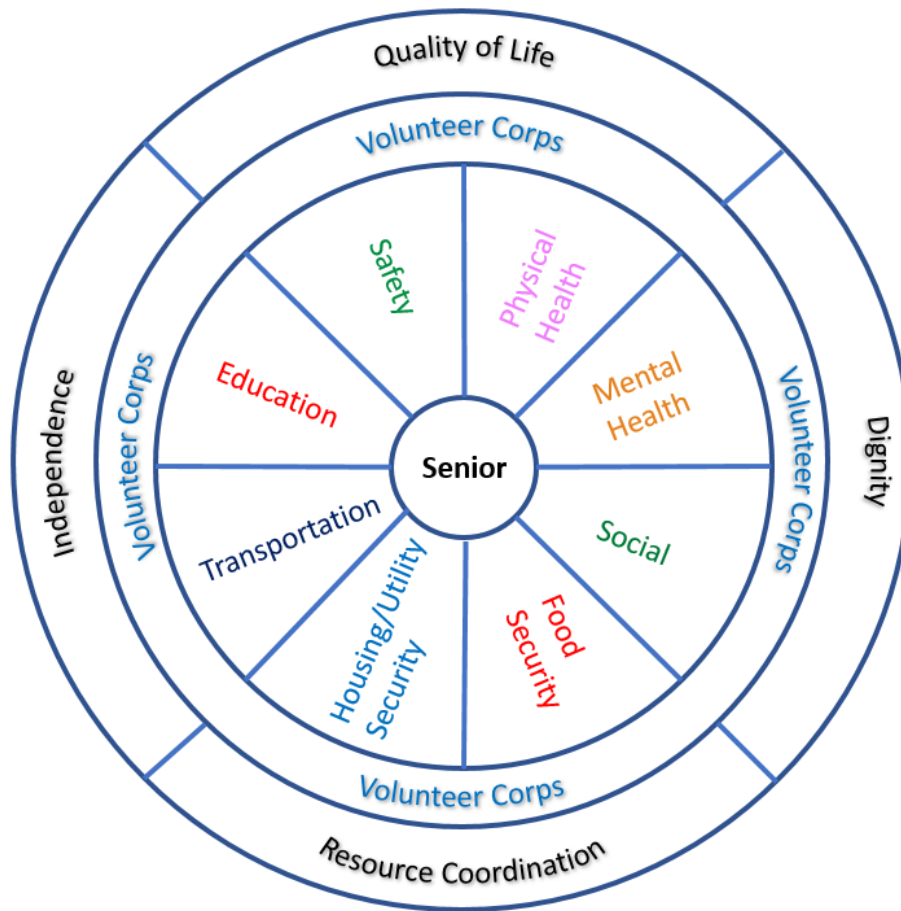 Quality of Life
Volunteer Corps
Safety
Physical
Health
Education
Mental
Health
Independence
Volunteer Corps
Senior
Volunteer Corps
Dignity
Transportation
Social
Housing/Utility
Security
Food
Security
Volunteer Corps
Resource Coordination